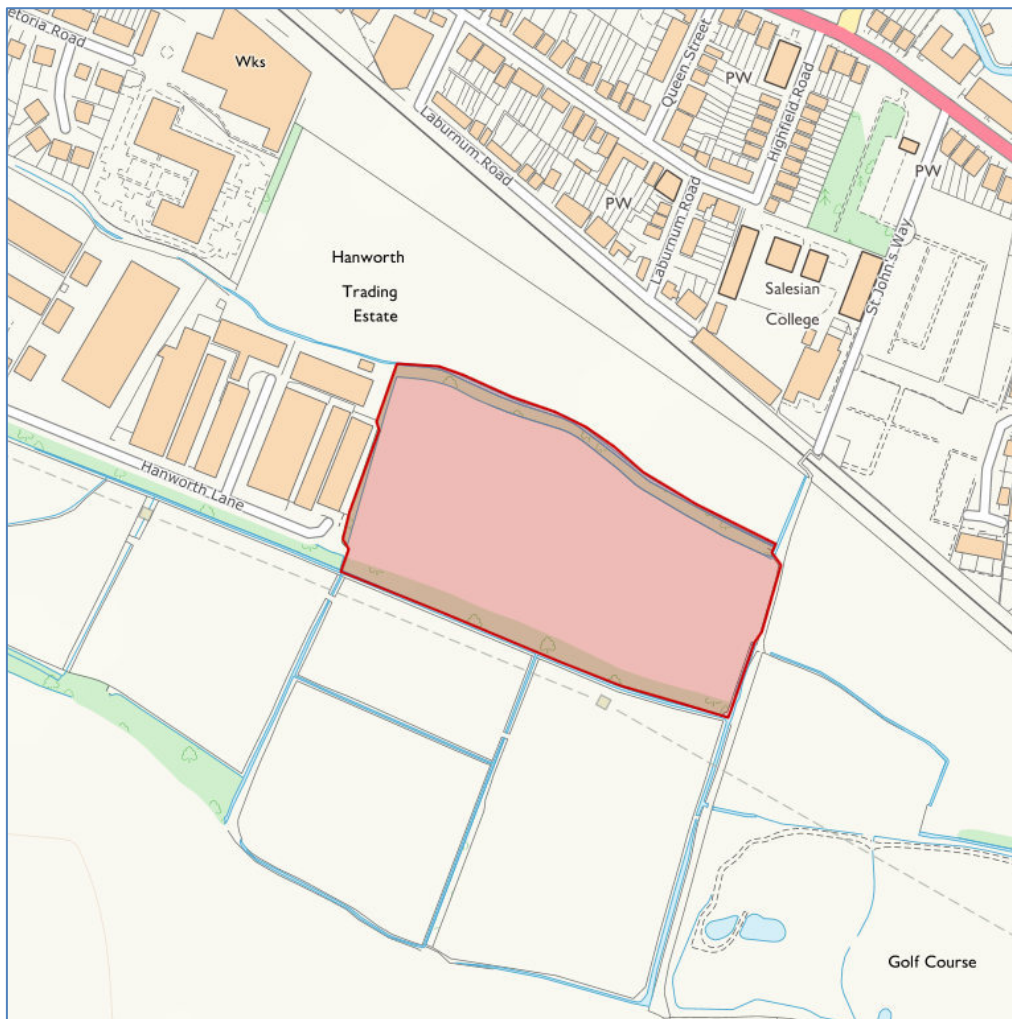 etoria Road
Wks
Queen Street
PW
Highfield Road
Laburnum Road
PW
PW
Laburnum Road
St John's Way
Hanworth
Trading
Estate
Salesian
College
Hanworth Lane
Golf Course